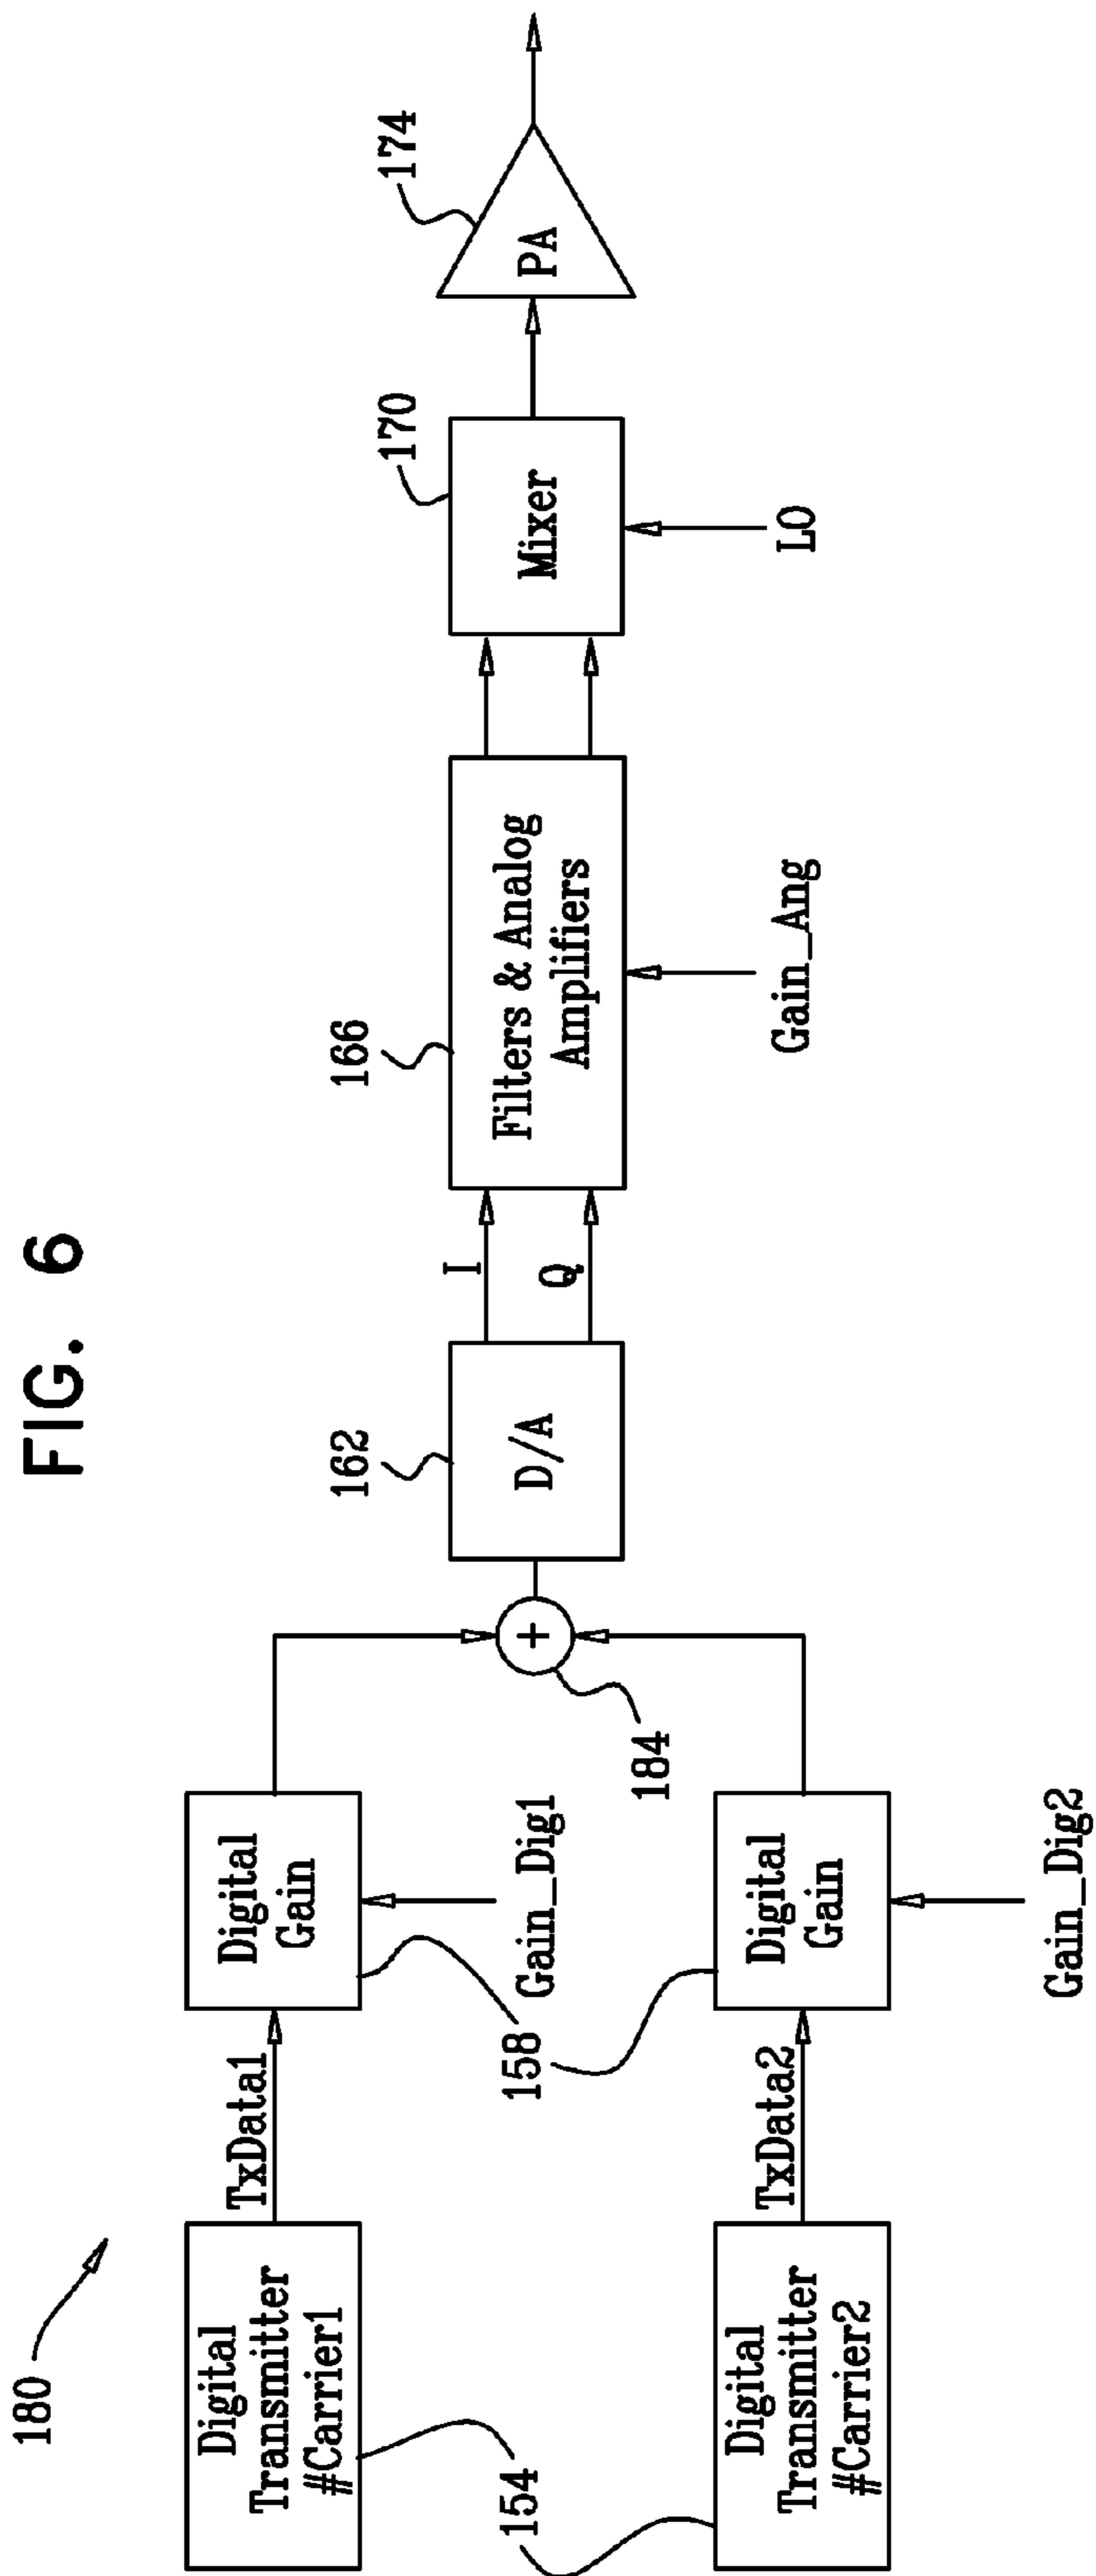 FIG. 6
180
154
Digital
Transmitter
#Carrier1
TxData1
Digital
Gain
158
Gain_Dig1
Digital
Transmitter
#Carrier2
TxData2
Digital
Gain
Gain_Dig2
+
184
162
D/A
I
Q
166
Filters & Analog
Amplifiers
Gain_Ang
170
Mixer
LO
174
PA